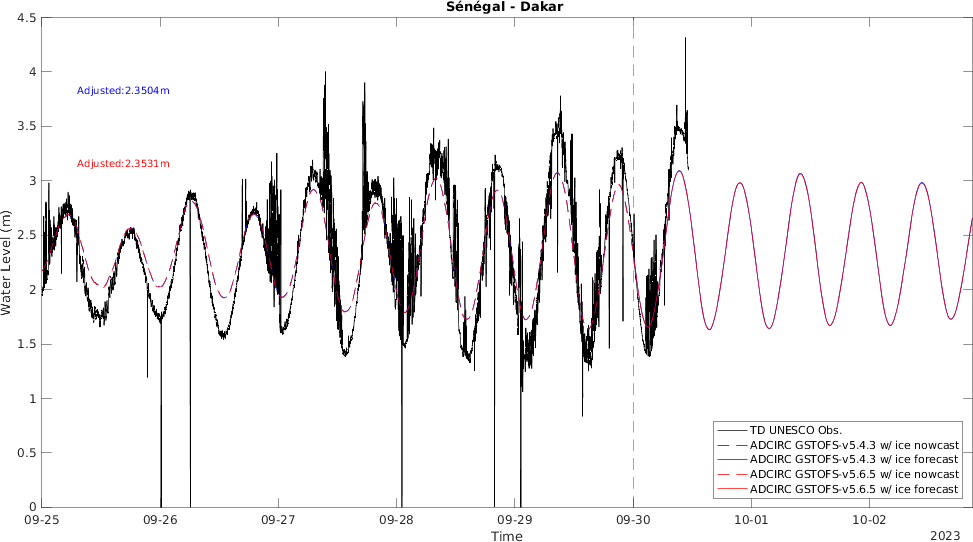 Sénégal - Dakar
4.5
4
3.5
3
2.5
2
1.5
1
0.5
0
Water Level (m)
Adjusted:2.3504m
Adjusted:2.3531m
TD UNESCO Obs.
ADCIRC GSTOFS-v5.4.3 w/ ice nowcast
ADCIRC GSTOFS-v5.4.3 w/ ice forecast
ADCIRC GSTOFS-v5.6.5 w/ ice nowcast
ADCIRC GSTOFS-v5.6.5 w/ ice forecast
09-25 09-26 09-27 09-28 09-29 09-30 10-01 10-02
Time
2023